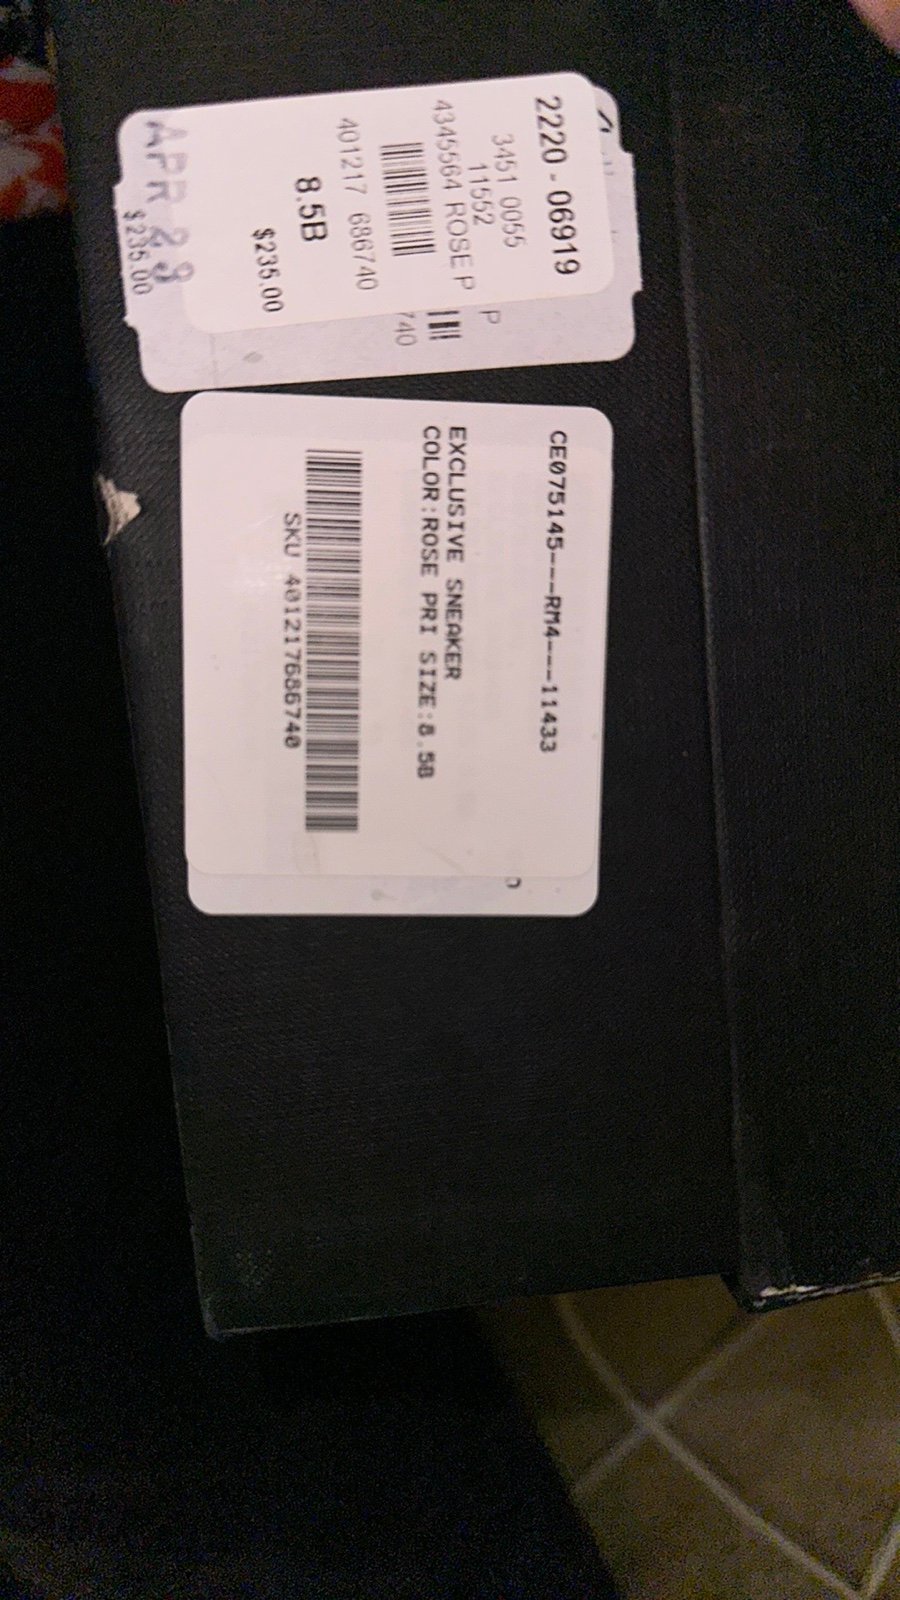 2220 - 06919
3451 0055
11552
4345564 ROSE P
401217 686740
8.5B
$235.00
P
740
APR 23
$235.00
CE075145---RM4---11433
EXCLUSIVE SNEAKER
COLOR:ROSE PRI SIZE:8.5B
SKU 401217686740